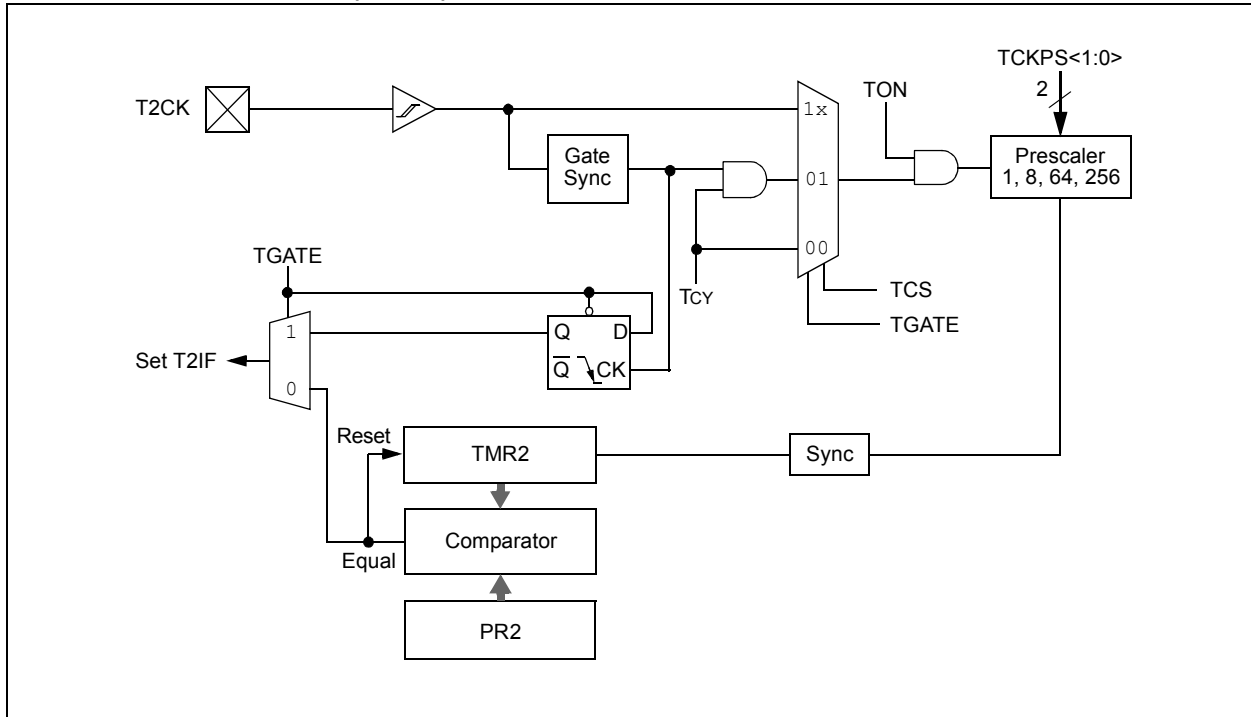 TCKPS<1:0>
2
T2CK
1x
TON
Gate
Sync
01
Prescaler
1, 8, 64, 256
00
TGATE
TCY
TCS
TGATE
1
Q D
Set T2IF
Q CK
0
Reset
TMR2
Sync
Comparator
Equal
PR2